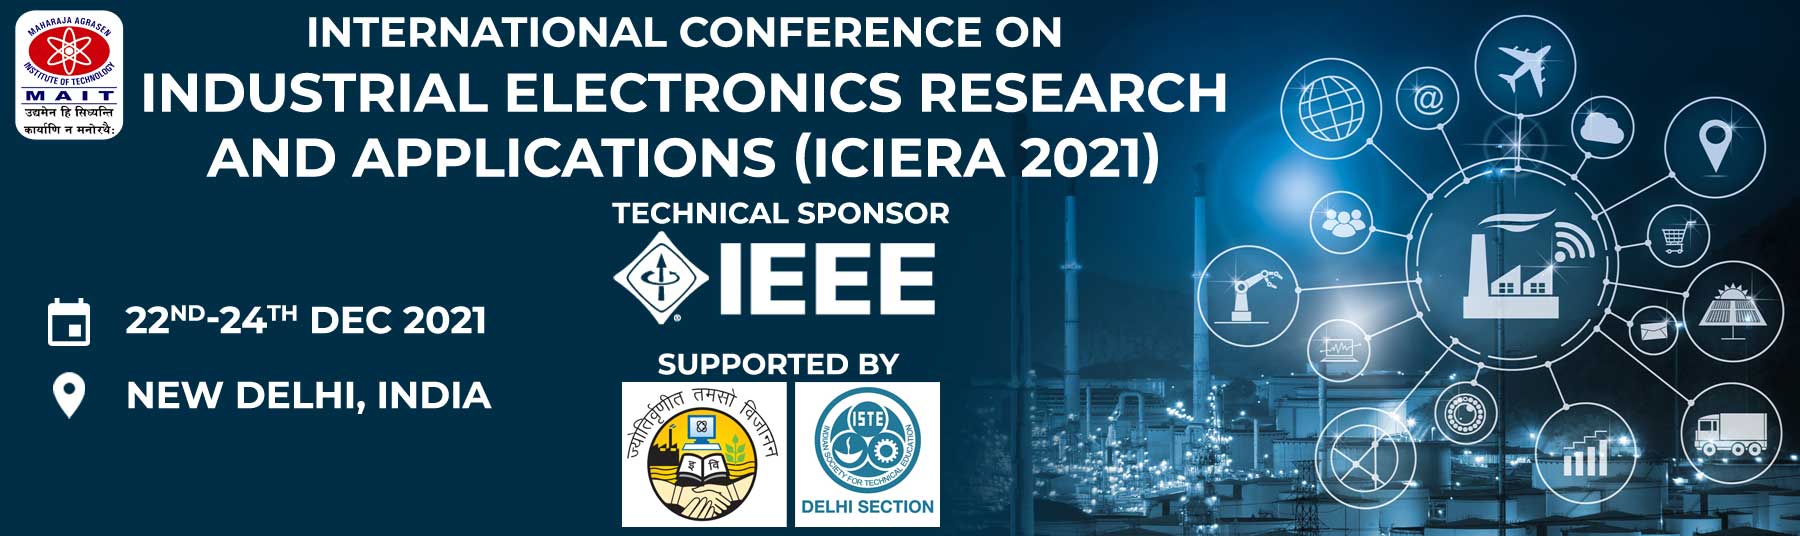 MAHARAJA AGRASEN
INSTITUTE OF TECHNOLOGY
MAIT
उद्यमेन हि सिध्यन्ति
कार्याणि न मनोरथैः
INTERNATIONAL CONFERENCE ON
INDUSTRIAL ELECTRONICS RESEARCH
AND APPLICATIONS (ICIERA 2021)
TECHNICAL SPONSOR
IEEE
22ND-24TH DEC 2021
NEW DELHI, INDIA
SUPPORTED BY
ज्योतिर्वृणीत तमसो विजानन
इ वि
ISTE
INDIAN SOCIETY FOR TECHNICAL EDUCATION
DELHI SECTION
@